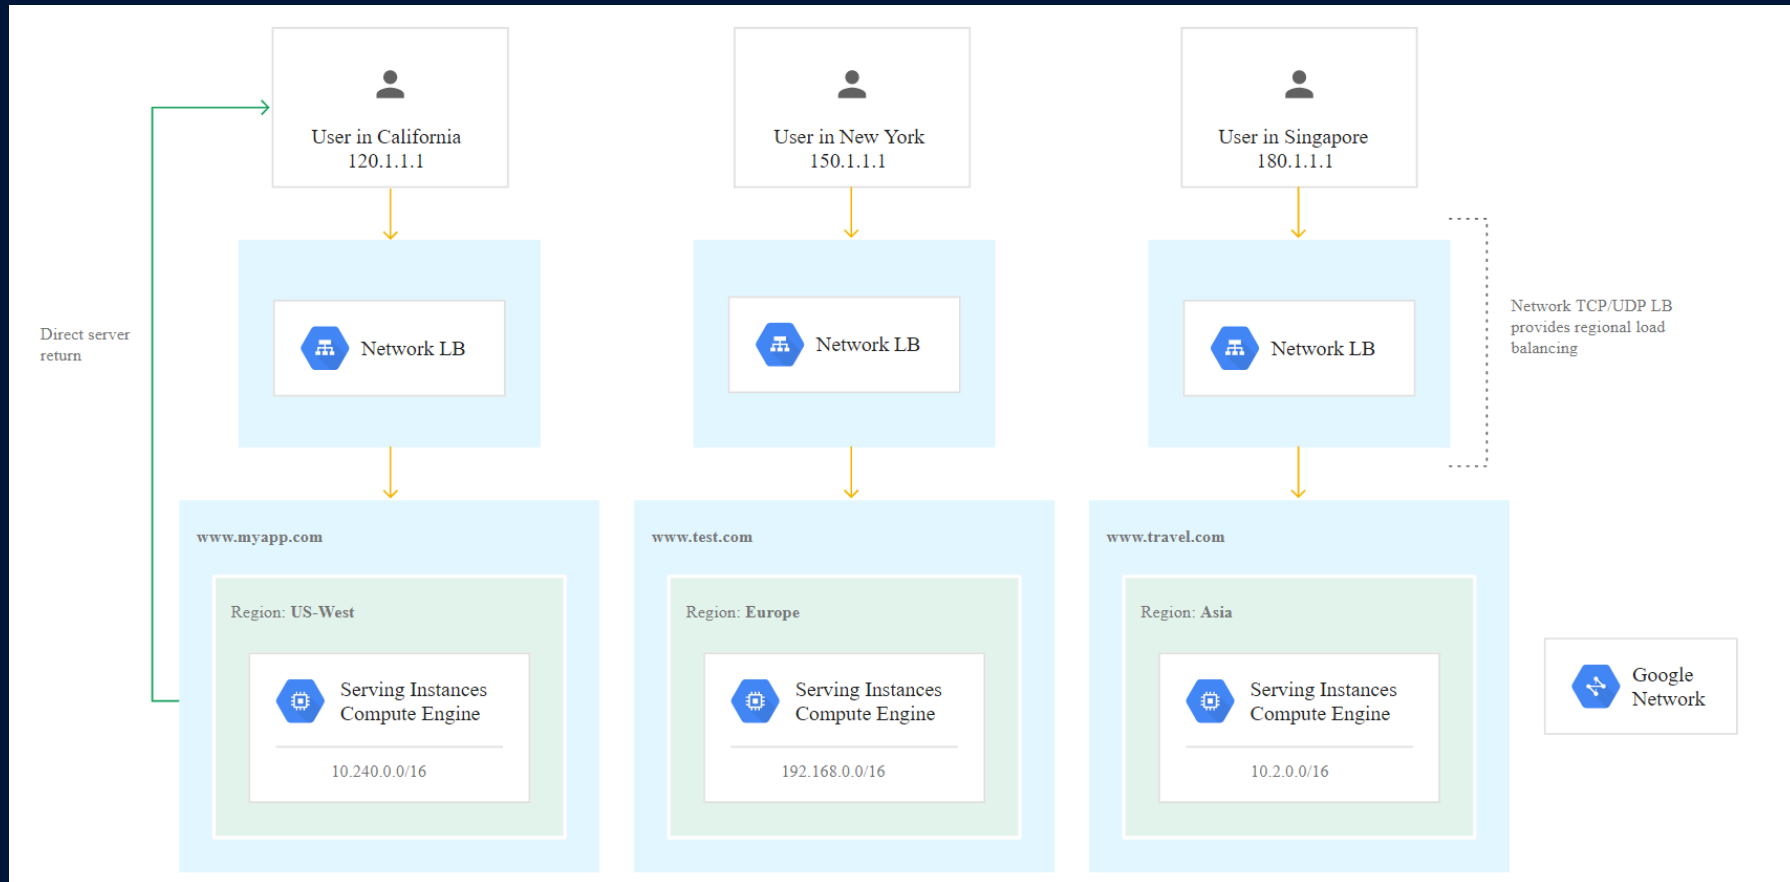 User in California
120.1.1.1
User in New York
150.1.1.1
User in Singapore
180.1.1.1
Direct server
return
Network LB
Network LB
Network LB
Network TCP/UDP LB
provides regional load
balancing
www.myapp.com
Region: US-West
Serving Instances
Compute Engine
10.240.0.0/16
www.test.com
Region: Europe
Serving Instances
Compute Engine
192.168.0.0/16
www.travel.com
Region: Asia
Serving Instances
Compute Engine
10.2.0.0/16
Google
Network